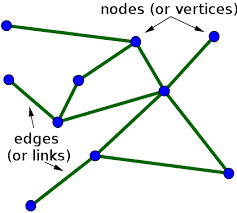 nodes (or vertices)
edges
(or links)